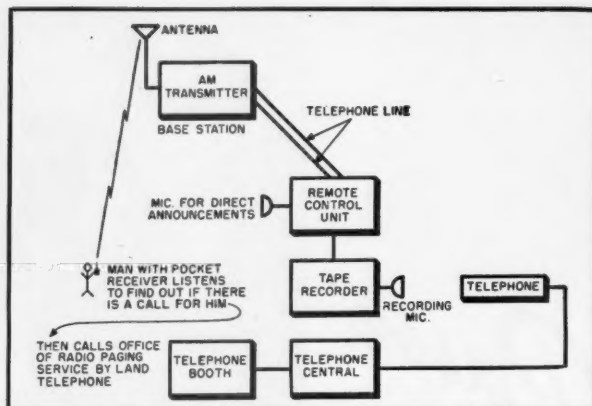 ANTENNA
AM
TRANSMITTER
BASE STATION
TELEPHONE LINE
MIC. FOR DIRECT
ANNOUNCEMENTS
REMOTE
CONTROL
UNIT
MAN WITH POCKET
RECEIVER LISTENS
TO FIND OUT IF THERE
IS A CALL FOR HIM
TAPE
RECORDER
RECORDING
MIC.
TELEPHONE
THEN CALLS OFFICE
OF RADIO PAGING
SERVICE BY LAND
TELEPHONE
TELEPHONE
BOOTH
TELEPHONE
CENTRAL